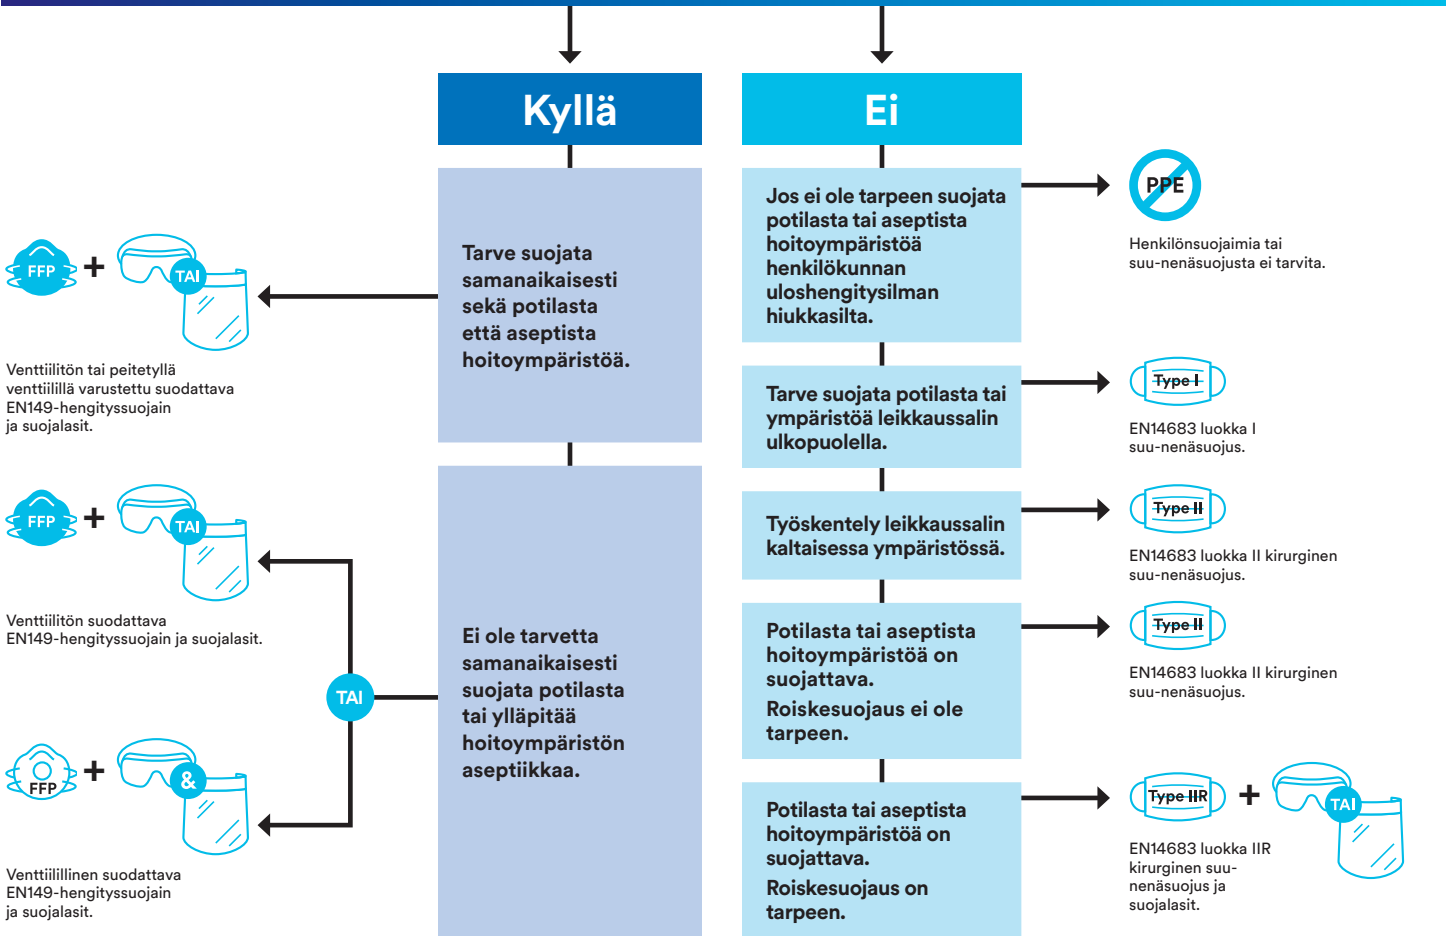 Kyllä
Tarve suojata
samanaikaisesti
sekä potilasta
että aseptista
hoitoympäristöä.
FFP
+
TAI
Venttiilitön tai peitetyllä
venttiilillä varustettu suodattava
EN149-hengityssuojain
ja suojalasit.
Ei ole tarvetta
samanaikaisesti
suojata potilasta
tai ylläpitää
hoitoympäristön
aseptiikkaa.
TAI
FFP
+
TAI
Venttiilitön suodattava
EN149-hengityssuojain ja suojalasit.
FFP
+
&
Venttiilillinen suodattava
EN149-hengityssuojain
ja suojalasit.
Ei
Jos ei ole tarpeen suojata
potilasta tai aseptista
hoitoympäristöä
henkilökunnan
uloshengitysilman
hiukkasilta.
PPE
Henkilönsuojaimia tai
suu-nenäsuojusta ei tarvita.
Tarve suojata potilasta tai
ympäristöä leikkaussalin
ulkopuolella.
Type I
EN14683 luokka I
suu-nenäsuojus.
Työskentely leikkaussalin
kaltaisessa ympäristössä.
Type II
EN14683 luokka II kirurginen
suu-nenäsuojus.
Potilasta tai aseptista
hoitoympäristöä on
suojattava.
Roiskesuojaus ei ole
tarpeen.
Type II
EN14683 luokka II kirurginen
suu-nenäsuojus.
Potilasta tai aseptista
hoitoympäristöä on
suojattava.
Roiskesuojaus on
tarpeen.
Type IIR
+
TAI
EN14683 luokka IIR
kirurginen suu-
nenäsuojus ja
suojalasit.